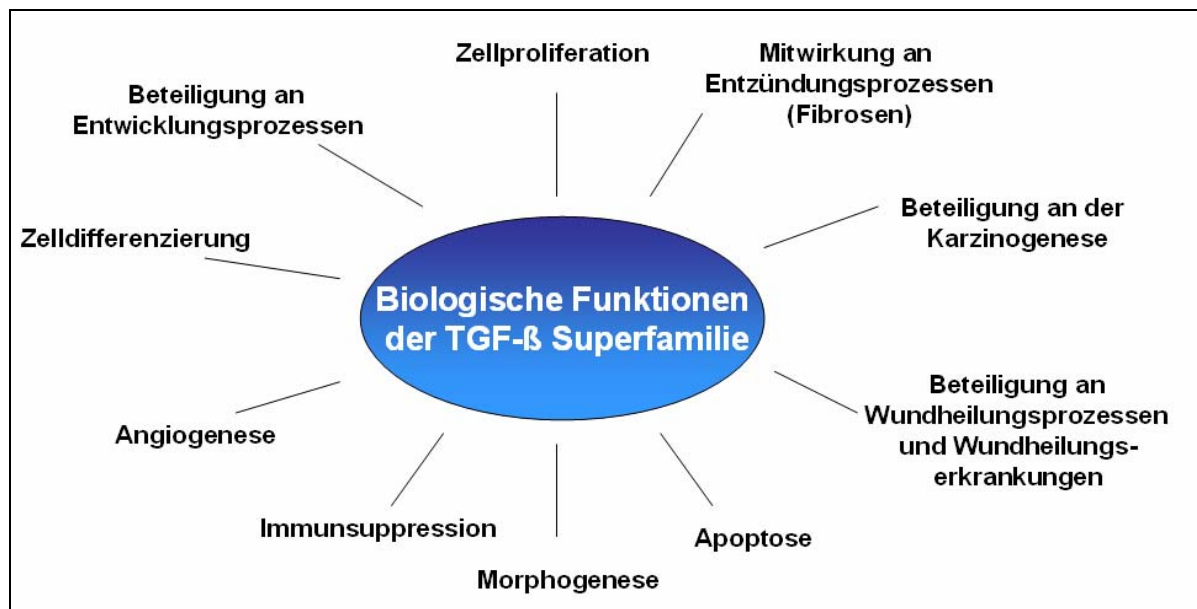 Zellproliferation
Mitwirkung an
Entzündungsprozessen
(Fibrosen)
Beteiligung an
Entwicklungsprozessen
Beteiligung an der
Karzinogenese
Zelldifferenzierung
Biologische Funktionen
der TGF-ß Superfamilie
Beteiligung an
Wundheilungsprozessen
und Wundheilungs-
erkrankungen
Angiogenese
Immunsuppression
Apoptose
Morphogenese